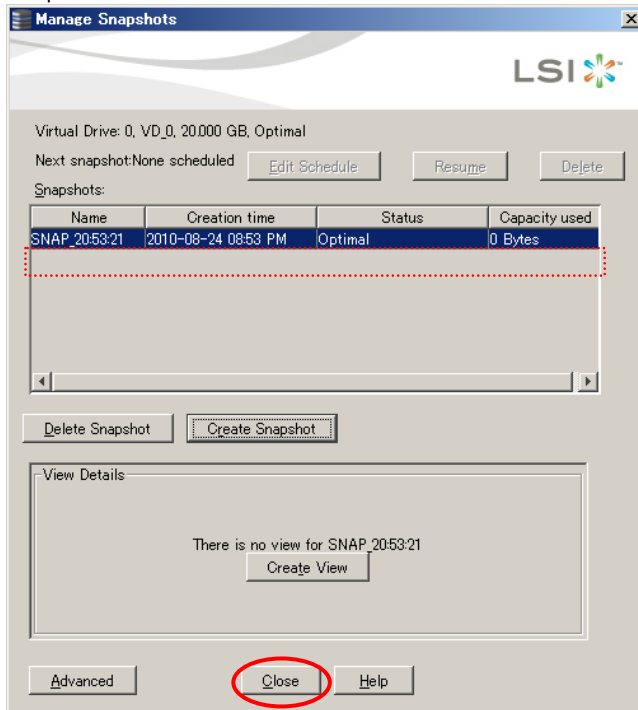 Manage Snapshots
LSI
Virtual Drive: 0, VD_0, 20.000 GB, Optimal
Next snapshot:None scheduled Edit Schedule Resume Delete
Snapshots:
Name Creation time Status Capacity used
SNAP_20:53:21 2010-08-24 08:53 PM Optimal 0 Bytes
Delete Snapshot Create Snapshot
View Details
There is no view for SNAP_20:53:21
Create View
Advanced Close Help